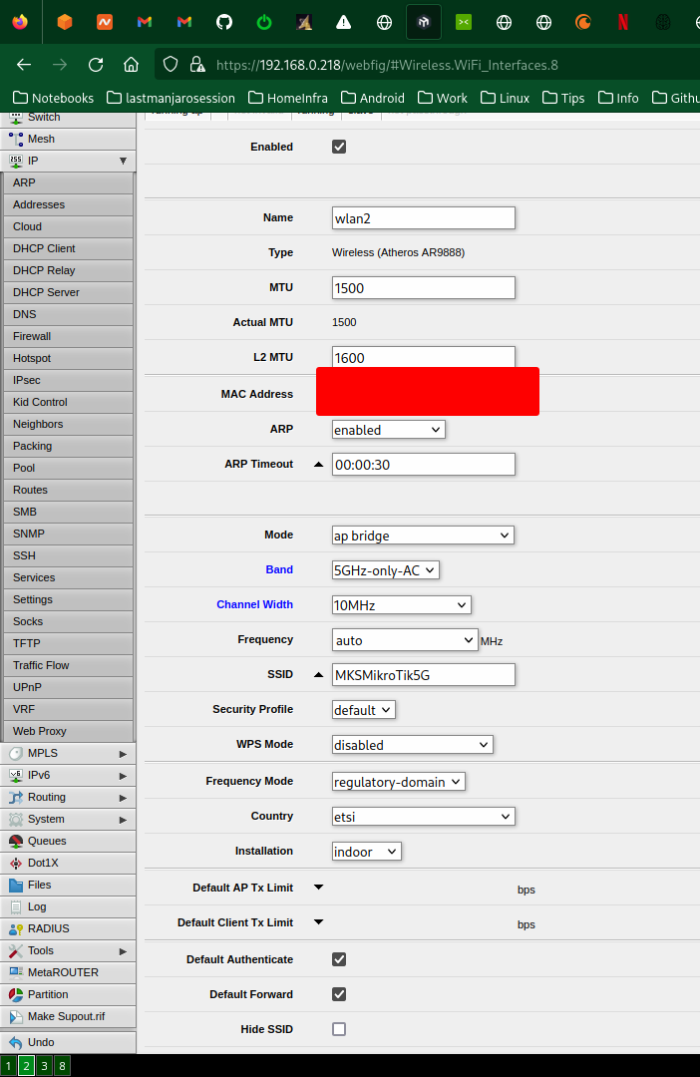 https://192.168.0.218/webfig/#Wireless.WiFi_Interfaces.8
Notebooks lastmanjarosession HomeInfra Android Work Linux Tips Info Githu
Switch
Mesh
IP
ARP
Addresses
Cloud
DHCP Client
DHCP Relay
DHCP Server
DNS
Firewall
Hotspot
IPsec
Kid Control
Neighbors
Packing
Pool
Routes
SMB
SNMP
SSH
Services
Settings
Socks
TFTP
Traffic Flow
UPnP
VRF
Web Proxy
MPLS
IPv6
Routing
System
Queues
Dot1X
Files
Log
RADIUS
Tools
MetaROUTER
Partition
Make Supout.rif
Undo
Enabled
Name wlan2
Type Wireless (Atheros AR9888)
MTU 1500
Actual MTU 1500
L2 MTU 1600
MAC Address
ARP enabled
ARP Timeout 00:00:30
Mode ap bridge
Band 5GHz-only-AC
Channel Width 10MHz
Frequency auto MHz
SSID MKSMikroTik5G
Security Profile default
WPS Mode disabled
Frequency Mode regulatory-domain
Country etsi
Installation indoor
Default AP Tx Limit bps
Default Client Tx Limit bps
Default Authenticate
Default Forward
Hide SSID
1 2 3 8